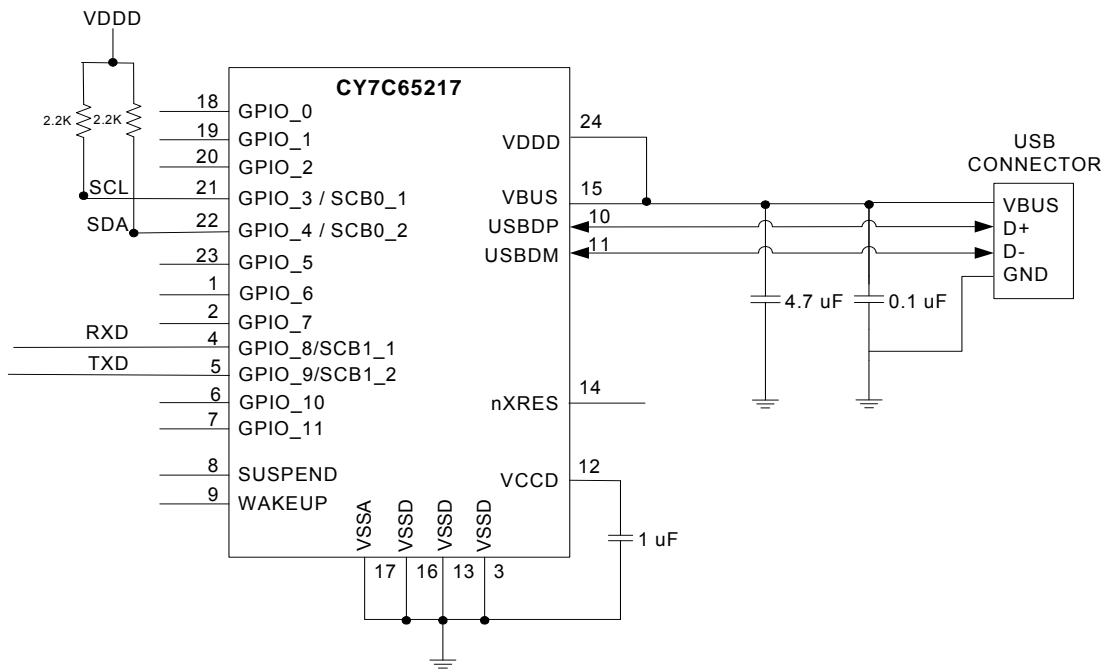 VDDD
2.2K 2.2K
SCL
SDA
RXD
TXD
CY7C65217
18 GPIO_0
19 GPIO_1
20 GPIO_2
21 GPIO_3 / SCB0_1
22 GPIO_4 / SCB0_2
23 GPIO_5
1 GPIO_6
2 GPIO_7
4 GPIO_8/SCB1_1
5 GPIO_9/SCB1_2
6 GPIO_10
7 GPIO_11
8 SUSPEND
9 WAKEUP
VDDD 24
VBUS 15
USBDP 10
USBDM 11
nXRES 14
VCCD 12
VSSA
VSSD
VSSD
VSSD
17 16 13 3
1 uF
4.7 uF
0.1 uF
USB
CONNECTOR
VBUS
D+
D-
GND